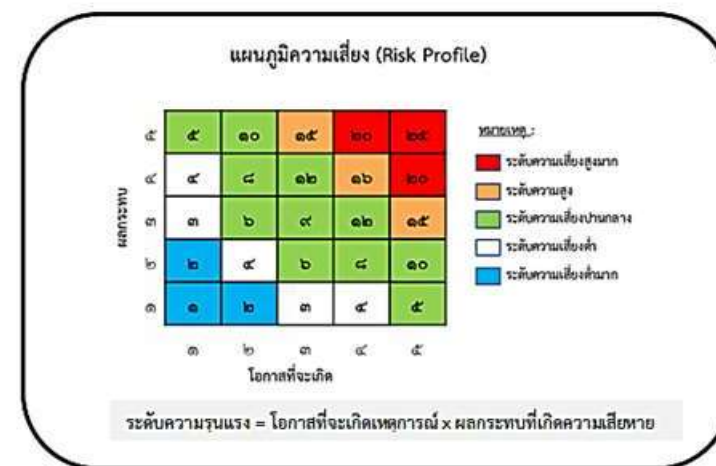 แผนภูมิความเสี่ยง (Risk Profile)
ผลกระทบ
๕ ๕ ๑๐ ๑๕ ๒๐ ๒๕
๔ ๔ ๘ ๑๒ ๑๖ ๒๐
๓ ๓ ๖ ๙ ๑๒ ๑๕
๒ ๒ ๔ ๖ ๘ ๑๐
๑ ๑ ๒ ๓ ๔ ๕
๑ ๒ ๓ ๔ ๕
โอกาสที่จะเกิด
หมายเหตุ :
ระดับความเสี่ยงสูงมาก
ระดับความสูง
ระดับความเสี่ยงปานกลาง
ระดับความเสี่ยงต่ำ
ระดับความเสี่ยงต่ำมาก
ระดับความรุนแรง = โอกาสที่จะเกิดเหตุการณ์ x ผลกระทบที่เกิดความเสียหาย